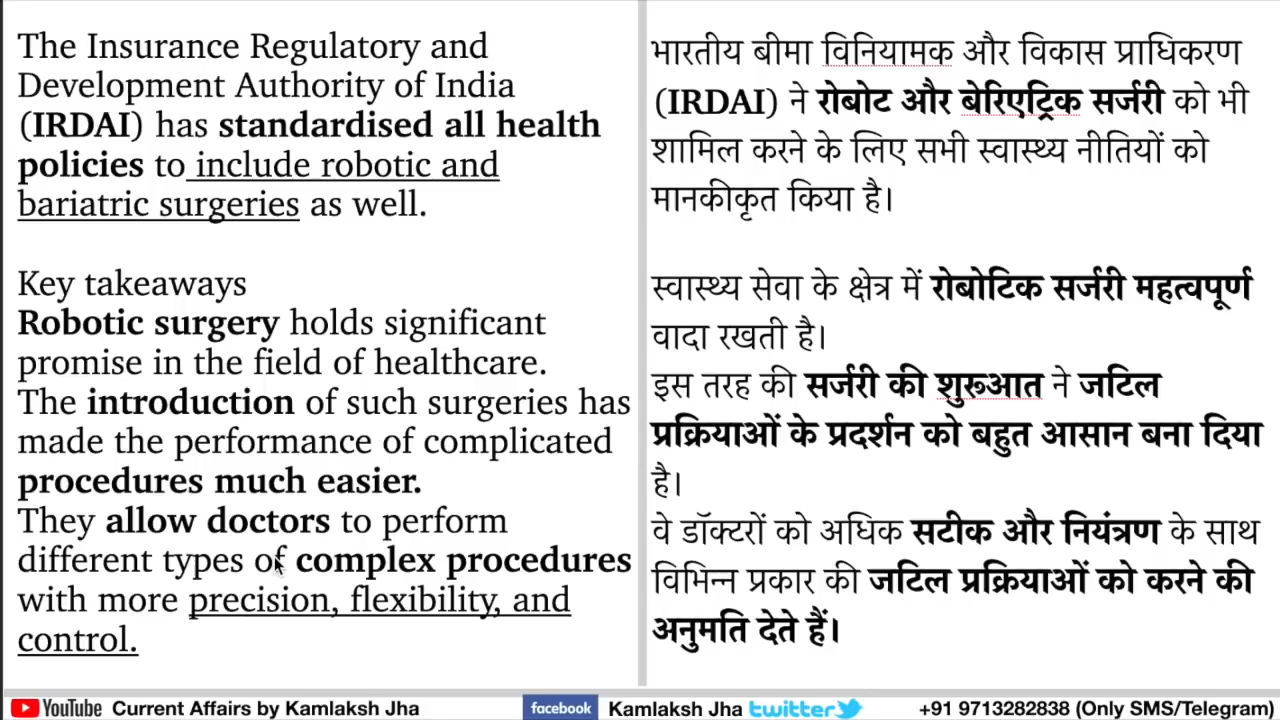 The Insurance Regulatory and
Development Authority of India
(IRDAI) has standardised all health
policies to include robotic and
bariatric surgeries as well.
Key takeaways
Robotic surgery holds significant
promise in the field of healthcare.
The introduction of such surgeries has
made the performance of complicated
procedures much easier.
They allow doctors to perform
different types of complex procedures
with more precision, flexibility, and
control.
भारतीय बीमा विनियामक और विकास प्राधिकरण
(IRDAI) ने रोबोट और बेरिएट्रिक सर्जरी को भी
शामिल करने के लिए सभी स्वास्थ्य नीतियों को
मानकीकृत किया है।
स्वास्थ्य सेवा के क्षेत्र में रोबोटिक सर्जरी महत्वपूर्ण
वादा रखती है।
इस तरह की सर्जरी की शुरूआत ने जटिल
प्रक्रियाओं के प्रदर्शन को बहुत आसान बना दिया
है।
वे डॉक्टरों को अधिक सटीक और नियंत्रण के साथ
विभिन्न प्रकार की जटिल प्रक्रियाओं को करने की
अनुमति देते हैं।
YouTube Current Affairs by Kamlaksh Jha facebook Kamlaksh Jha twitter +91 9713282838 (Only SMS/Telegram)